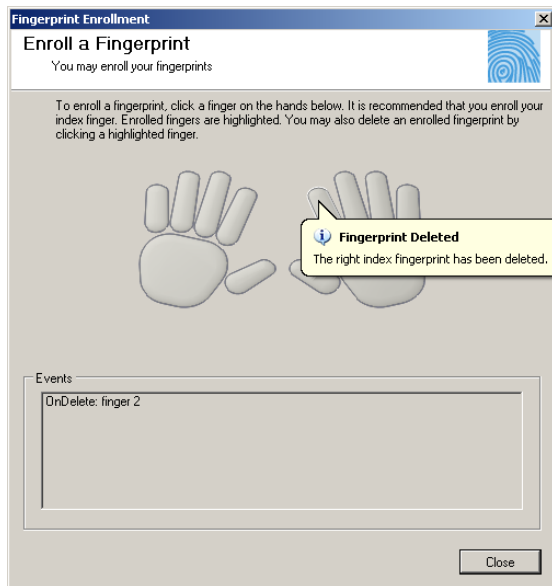 Fingerprint Enrollment
Enroll a Fingerprint
You may enroll your fingerprints
To enroll a fingerprint, click a finger on the hands below. It is recommended that you enroll your
index finger. Enrolled fingers are highlighted. You may also delete an enrolled fingerprint by
clicking a highlighted finger.
Fingerprint Deleted
The right index fingerprint has been deleted.
Events
OnDelete: finger 2
Close